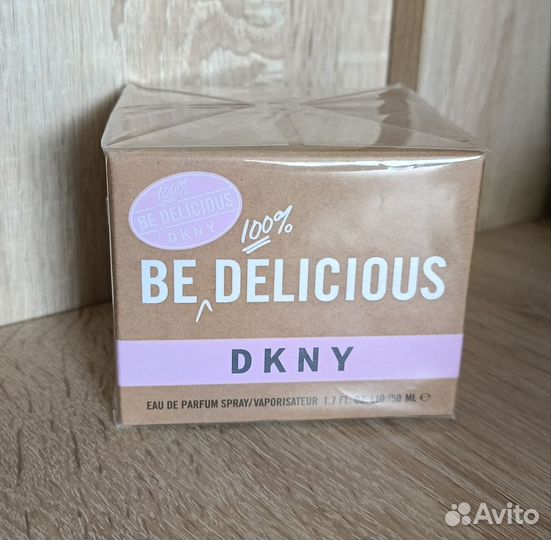 100%
BE DELICIOUS
DKNY
100%
BE DELICIOUS
DKNY
EAU DE PARFUM SPRAY/VAPORISATEUR 1.7 FL. OZ. LIQ./50 ML ℮
Avito